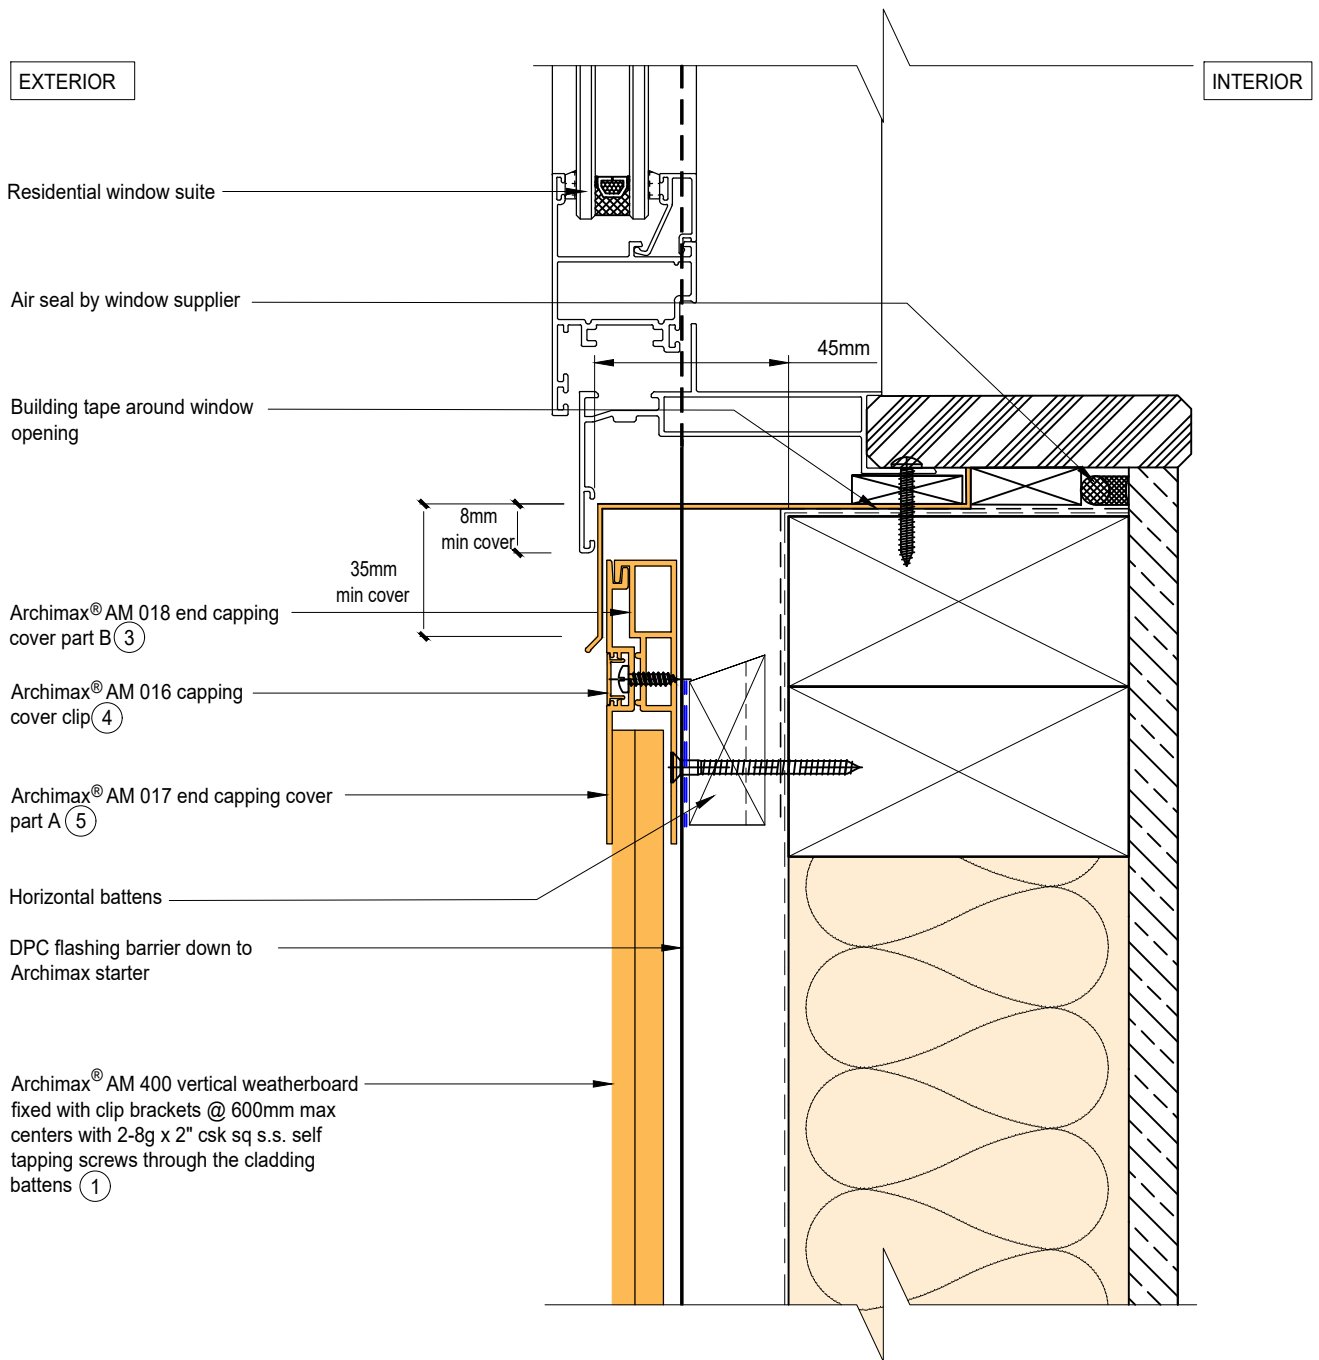 EXTERIOR
INTERIOR
Residential window suite
Air seal by window supplier
45mm
Building tape around window
opening
8mm
min cover
35mm
min cover
Archimax® AM 018 end capping
cover part B 3
Archimax® AM 016 capping
cover clip 4
Archimax® AM 017 end capping cover
part A 5
Horizontal battens
DPC flashing barrier down to
Archimax starter
Archimax® AM 400 vertical weatherboard
fixed with clip brackets @ 600mm max
centers with 2-8g x 2" csk sq s.s. self
tapping screws through the cladding
battens 1